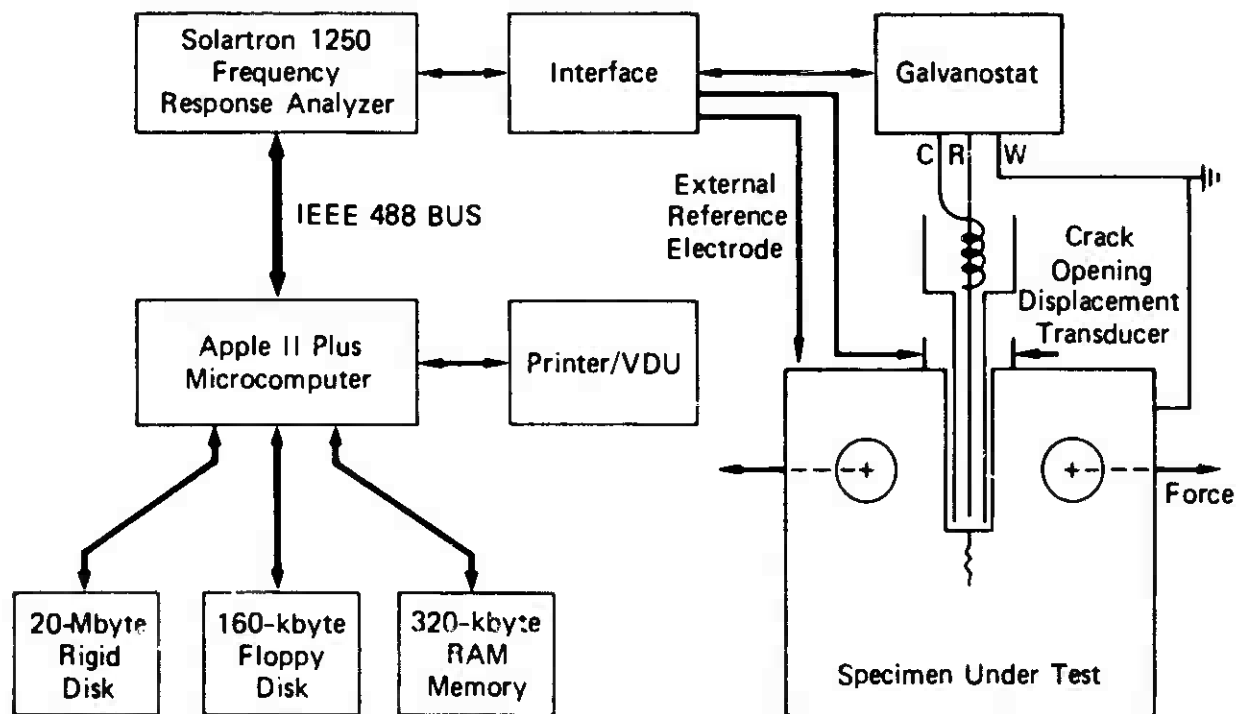 Solartron 1250
Frequency
Response Analyzer
Interface
Galvanostat
C R W
IEEE 488 BUS
External
Reference
Electrode
Crack
Opening
Displacement
Transducer
Apple II Plus
Microcomputer
Printer/VDU
Force
20-Mbyte
Rigid
Disk
160-kbyte
Floppy
Disk
320-kbyte
RAM
Memory
Specimen Under Test